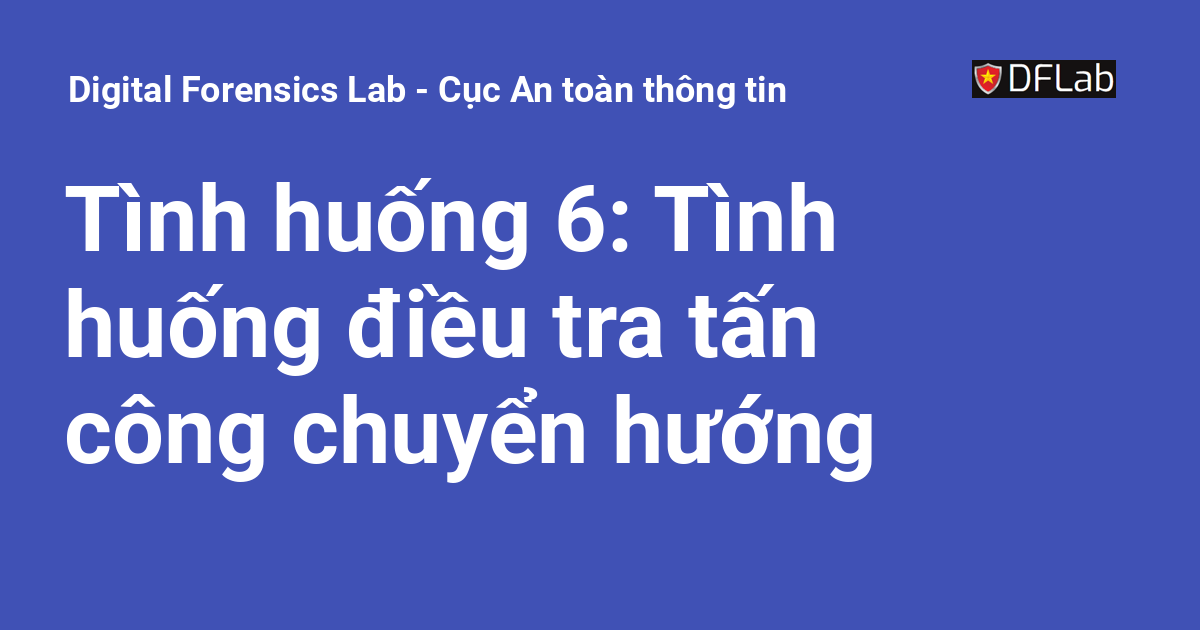 Digital Forensics Lab - Cục An toàn thông tin
DFLab
Tình huống 6: Tình
huống điều tra tấn
công chuyển hướng